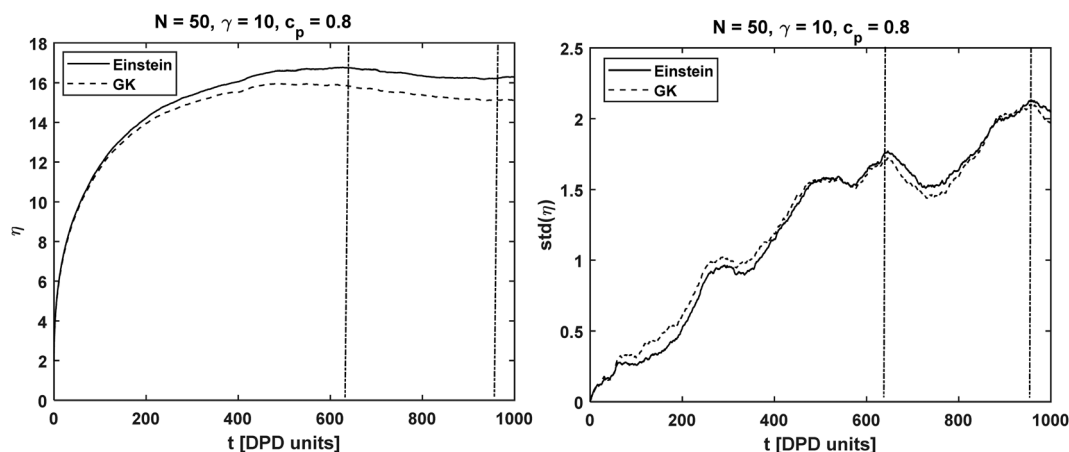 N = 50, γ = 10, c_p = 0.8
18
16
14
12
10
8
6
4
2
0
η
Einstein
GK
0 200 400 600 800 1000
t [DPD units]
N = 50, γ = 10, c_p = 0.8
2.5
2
1.5
1
0.5
0
std(η)
Einstein
GK
0 200 400 600 800 1000
t [DPD units]